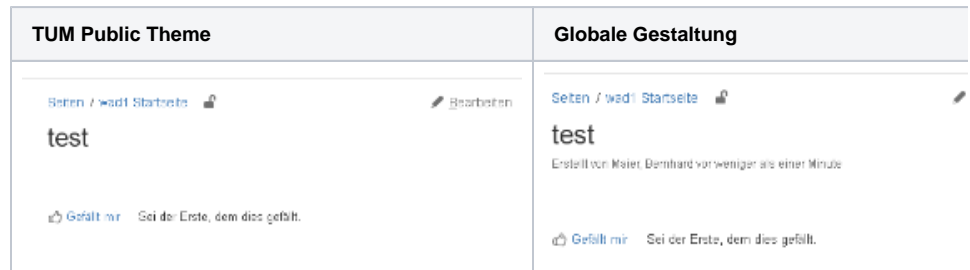 TUM Public Theme
Globale Gestaltung
Seiten / wad1 Startseite
Bearbeiten
test
Gefällt mir Sei der Erste, dem dies gefällt.
Seiten / wad1 Startseite
test
Erstellt von Maier, Bernhard vor weniger als einer Minute
Gefällt mir Sei der Erste, dem dies gefällt.